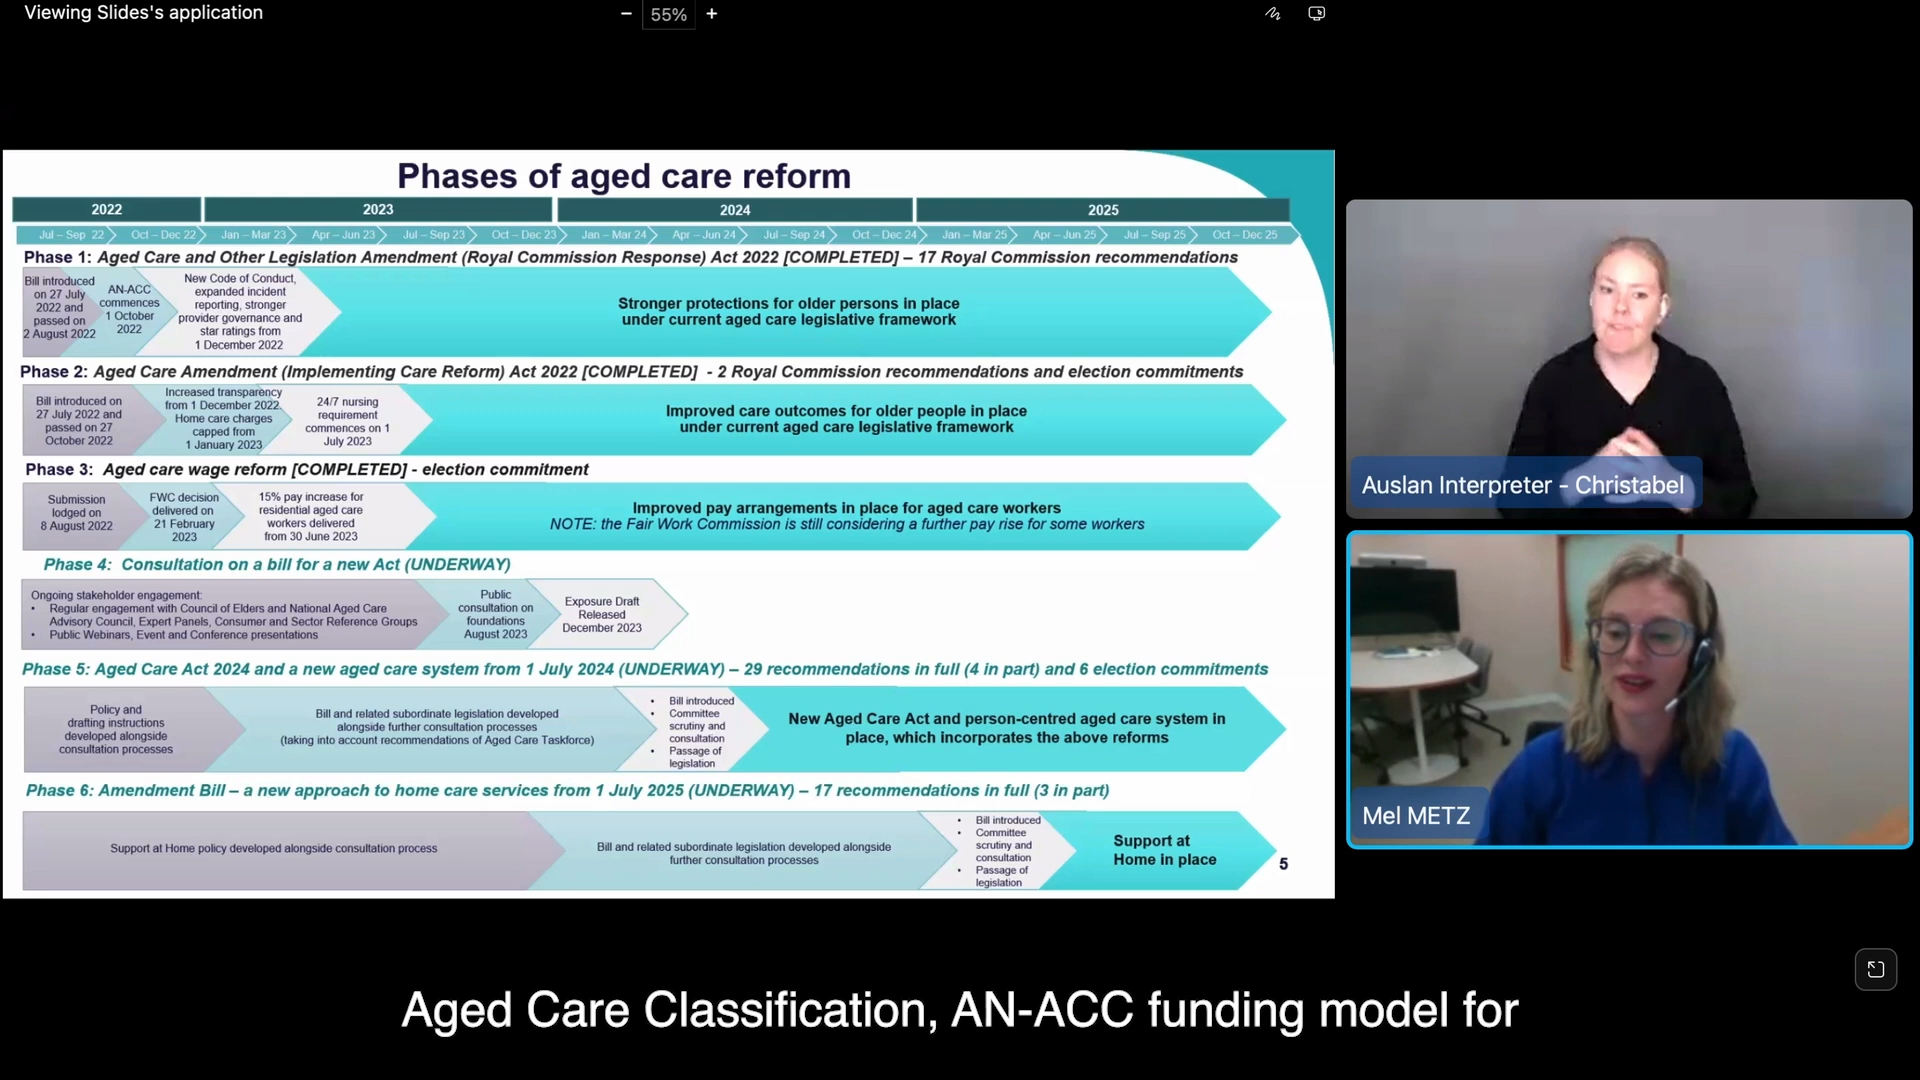 Viewing Slides's application
− 55% +
Phases of aged care reform
2022 2023 2024 2025
Jul – Sep 22 Oct – Dec 22 Jan – Mar 23 Apr – Jun 23 Jul – Sep 23 Oct – Dec 23 Jan – Mar 24 Apr – Jun 24 Jul – Sep 24 Oct – Dec 24 Jan – Mar 25 Apr – Jun 25 Jul – Sep 25 Oct – Dec 25
Phase 1: Aged Care and Other Legislation Amendment (Royal Commission Response) Act 2022 [COMPLETED] – 17 Royal Commission recommendations
Bill introduced
on 27 July
2022 and
passed on
2 August 2022
AN-ACC
commences
1 October
2022
New Code of Conduct,
expanded incident
reporting, stronger
provider governance and
star ratings from
1 December 2022
Stronger protections for older persons in place
under current aged care legislative framework
Phase 2: Aged Care Amendment (Implementing Care Reform) Act 2022 [COMPLETED] - 2 Royal Commission recommendations and election commitments
Bill introduced on
27 July 2022 and
passed on 27
October 2022
Increased transparency
from 1 December 2022.
Home care charges
capped from
1 January 2023
24/7 nursing
requirement
commences on 1
July 2023
Improved care outcomes for older people in place
under current aged care legislative framework
Phase 3: Aged care wage reform [COMPLETED] - election commitment
Submission
lodged on
8 August 2022
FWC decision
delivered on
21 February
2023
15% pay increase for
residential aged care
workers delivered
from 30 June 2023
Improved pay arrangements in place for aged care workers
NOTE: the Fair Work Commission is still considering a further pay rise for some workers
Phase 4: Consultation on a bill for a new Act (UNDERWAY)
Ongoing stakeholder engagement:
• Regular engagement with Council of Elders and National Aged Care
Advisory Council, Expert Panels, Consumer and Sector Reference Groups
• Public Webinars, Event and Conference presentations
Public
consultation on
foundations
August 2023
Exposure Draft
Released
December 2023
Phase 5: Aged Care Act 2024 and a new aged care system from 1 July 2024 (UNDERWAY) – 29 recommendations in full (4 in part) and 6 election commitments
Policy and
drafting instructions
developed alongside
consultation processes
Bill and related subordinate legislation developed
alongside further consultation processes
(taking into account recommendations of Aged Care Taskforce)
• Bill introduced
• Committee
scrutiny and
consultation
• Passage of
legislation
New Aged Care Act and person-centred aged care system in
place, which incorporates the above reforms
Phase 6: Amendment Bill – a new approach to home care services from 1 July 2025 (UNDERWAY) – 17 recommendations in full (3 in part)
Support at Home policy developed alongside consultation process
Bill and related subordinate legislation developed alongside
further consultation processes
• Bill introduced
• Committee
scrutiny and
consultation
• Passage of
legislation
Support at
Home in place
5
Auslan Interpreter - Christabel
Mel METZ
Aged Care Classification, AN-ACC funding model for